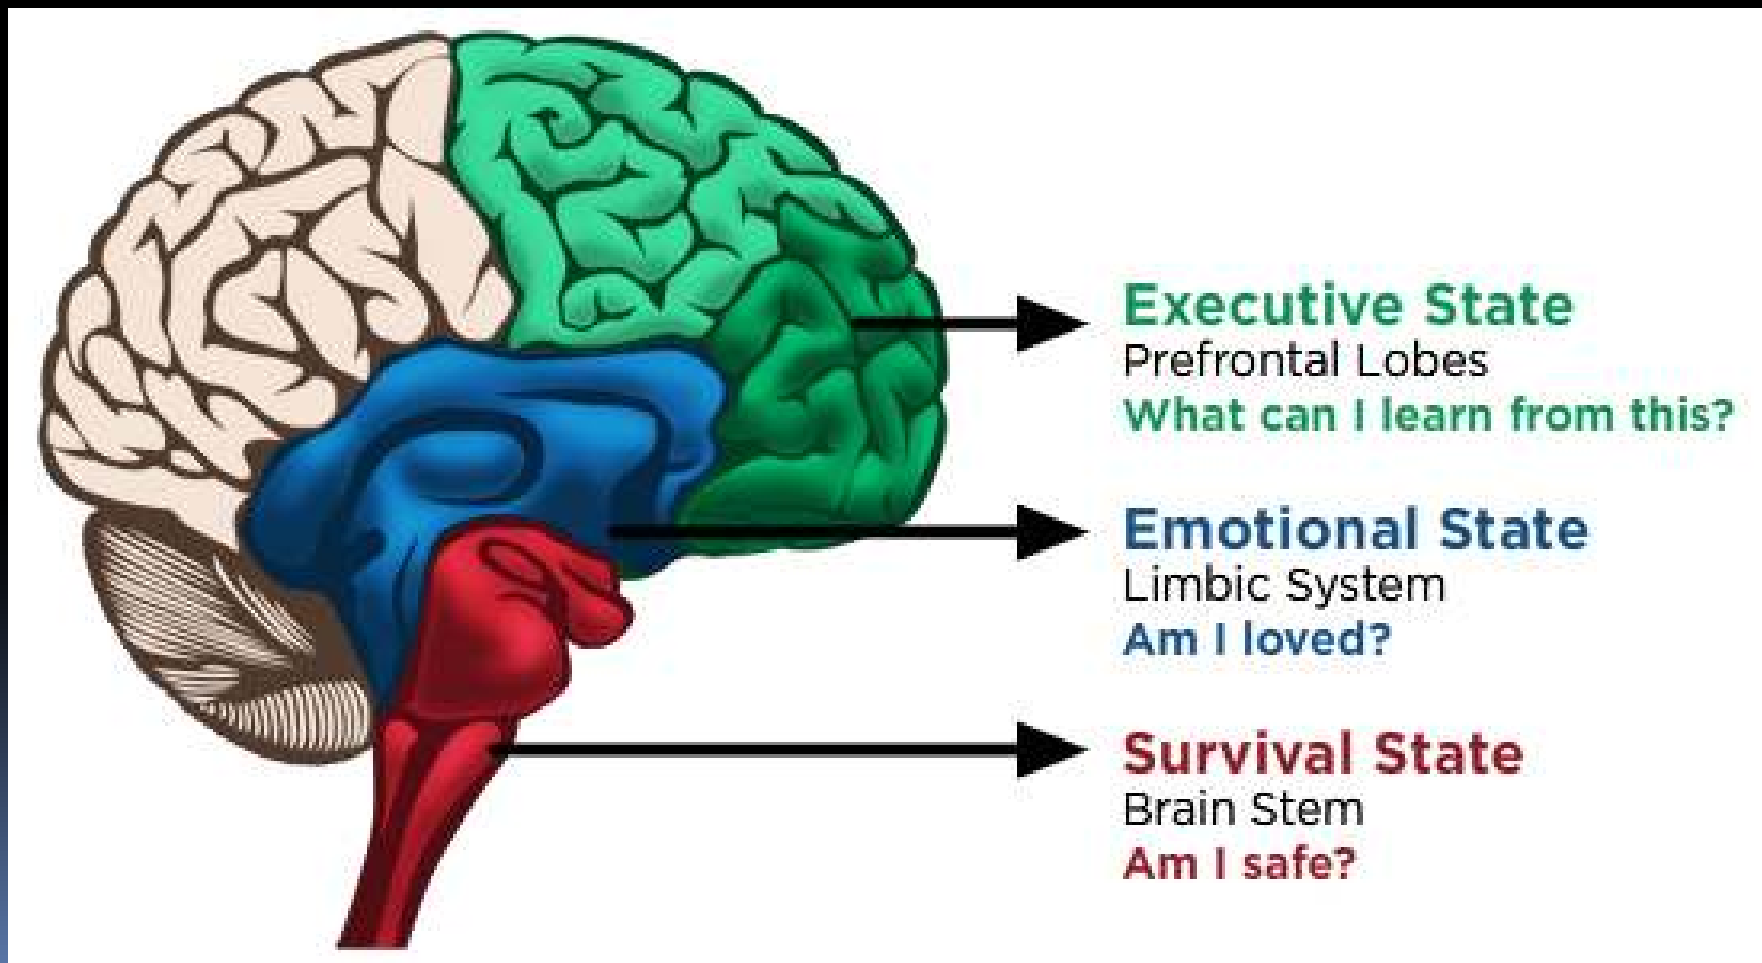 Executive State
Prefrontal Lobes
What can I learn from this?
Emotional State
Limbic System
Am I loved?
Survival State
Brain Stem
Am I safe?